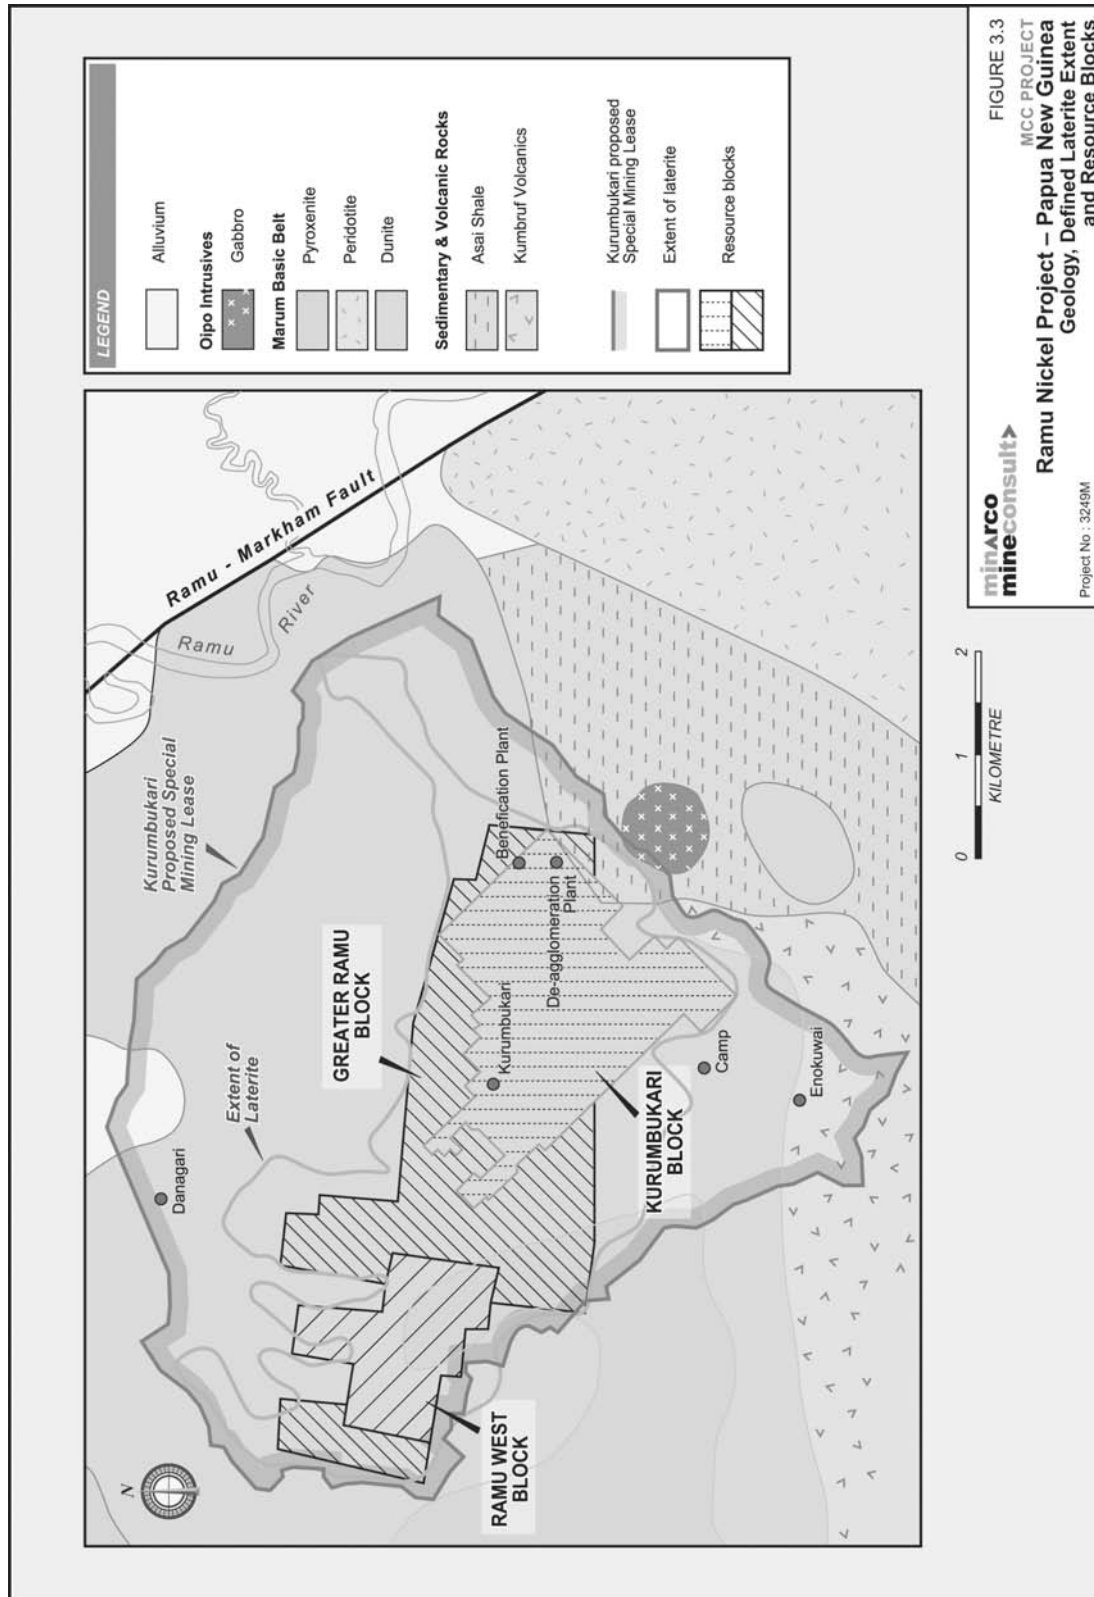 N
Danagari
Kurumbukari
Proposed Special
Mining Lease
Extent of
Laterite
Ramu
River
Ramu - Markham Fault
GREATER RAMU
BLOCK
RAMU WEST
BLOCK
KURUMBUKARI
BLOCK
Kurumbukari
Benefication Plant
De-agglomeration
Plant
Camp
Enokuwai
LEGEND
Alluvium
Oipo Intrusives
Gabbro
Marum Basic Belt
Pyroxenite
Peridotite
Dunite
Sedimentary & Volcanic Rocks
Asai Shale
Kumbruf Volcanics
Kurumbukari proposed
Special Mining Lease
Extent of laterite
Resource blocks
0 1 2
KILOMETRE
minarco
mineconsult>
Project No : 3249M
FIGURE 3.3
MCC PROJECT
Ramu Nickel Project – Papua New Guinea
Geology, Defined Laterite Extent
and Resource Blocks